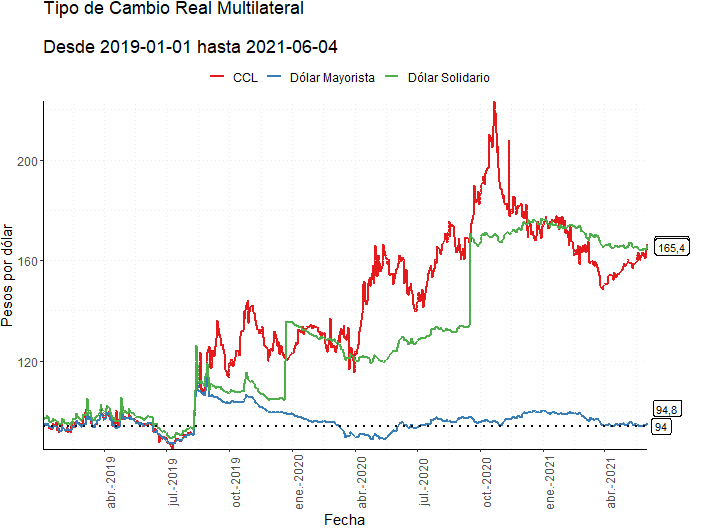 Tipo de Cambio Real Multilateral
Desde 2019-01-01 hasta 2021-06-04
CCL Dólar Mayorista Dólar Solidario
Pesos por dólar
200
160
120
165,4
94,8
94
abr.-2019 jul.-2019 oct.-2019 ene.-2020 abr.-2020 jul.-2020 oct.-2020 ene.-2021 abr.-2021
Fecha